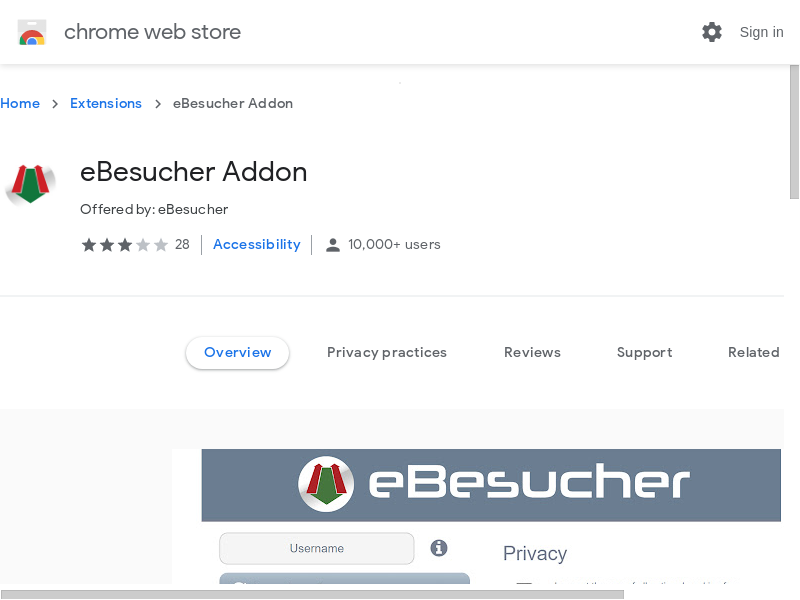 chrome web store
Sign in
Home > Extensions > eBesucher Addon
eBesucher Addon
Offered by: eBesucher
28 Accessibility 10,000+ users
Overview Privacy practices Reviews Support Related
eBesucher
Username
Privacy